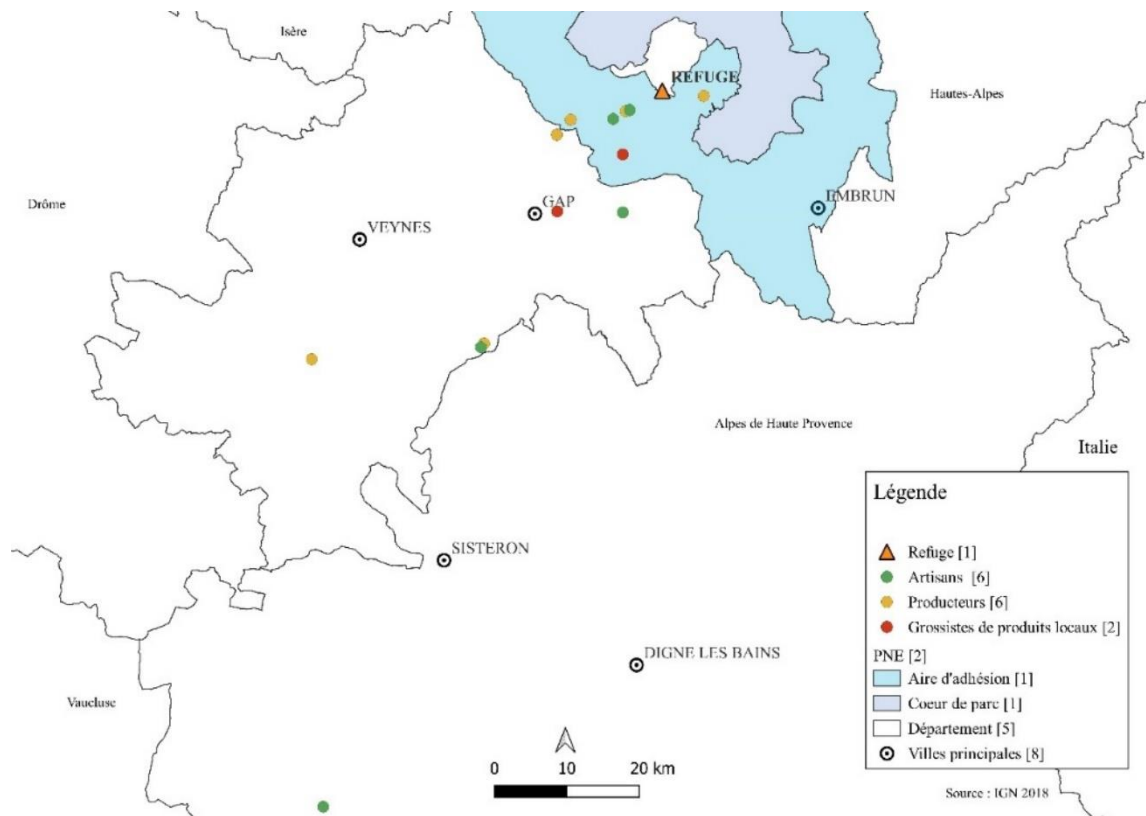 Isère
REFUGE
Hautes-Alpes
Drôme
GAP
EMBRUN
VEYNES
Alpes de Haute Provence
Italie
SISTERON
DIGNE LES BAINS
Vaucluse
0 10 20 km
Légende
Refuge [1]
Artisans [6]
Producteurs [6]
Grossistes de produits locaux [2]
PNE [2]
Aire d'adhésion [1]
Coeur de parc [1]
Département [5]
Villes principales [8]
Source : IGN 2018